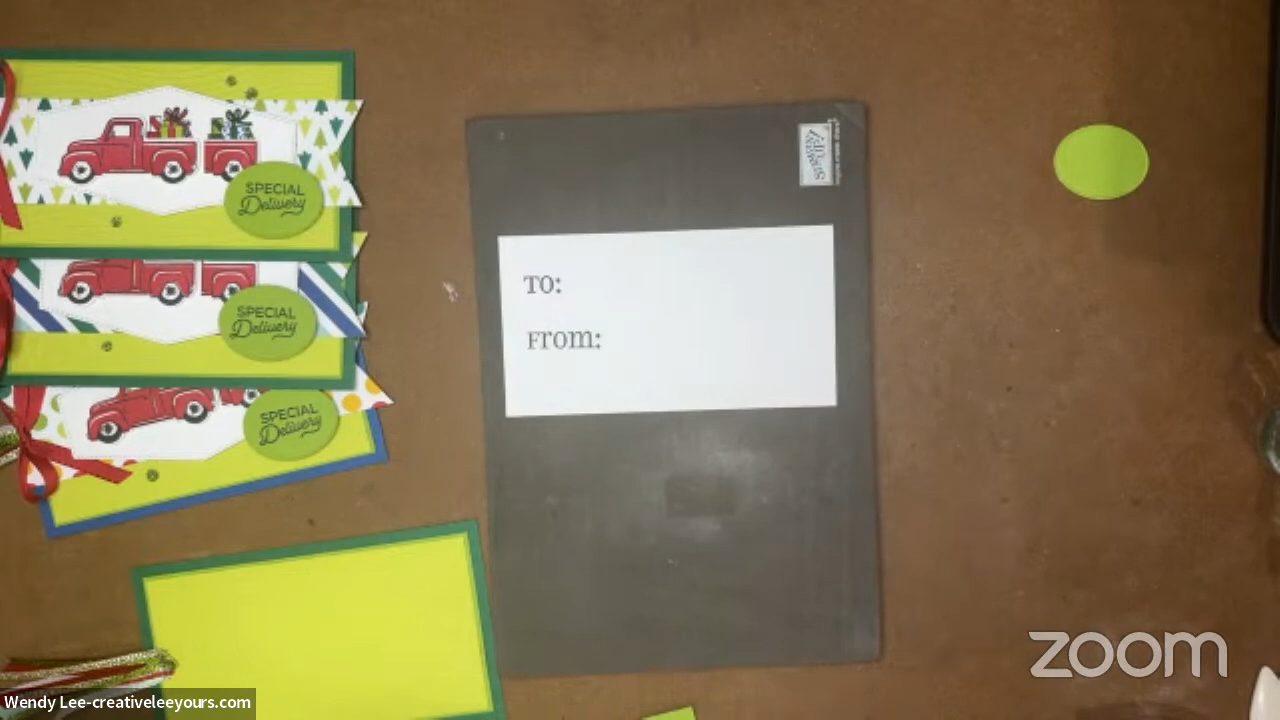 SPECIAL
Delivery
SPECIAL
Delivery
SPECIAL
Delivery
TO:
From:
zoom
Wendy Lee-creativeleeyours.com